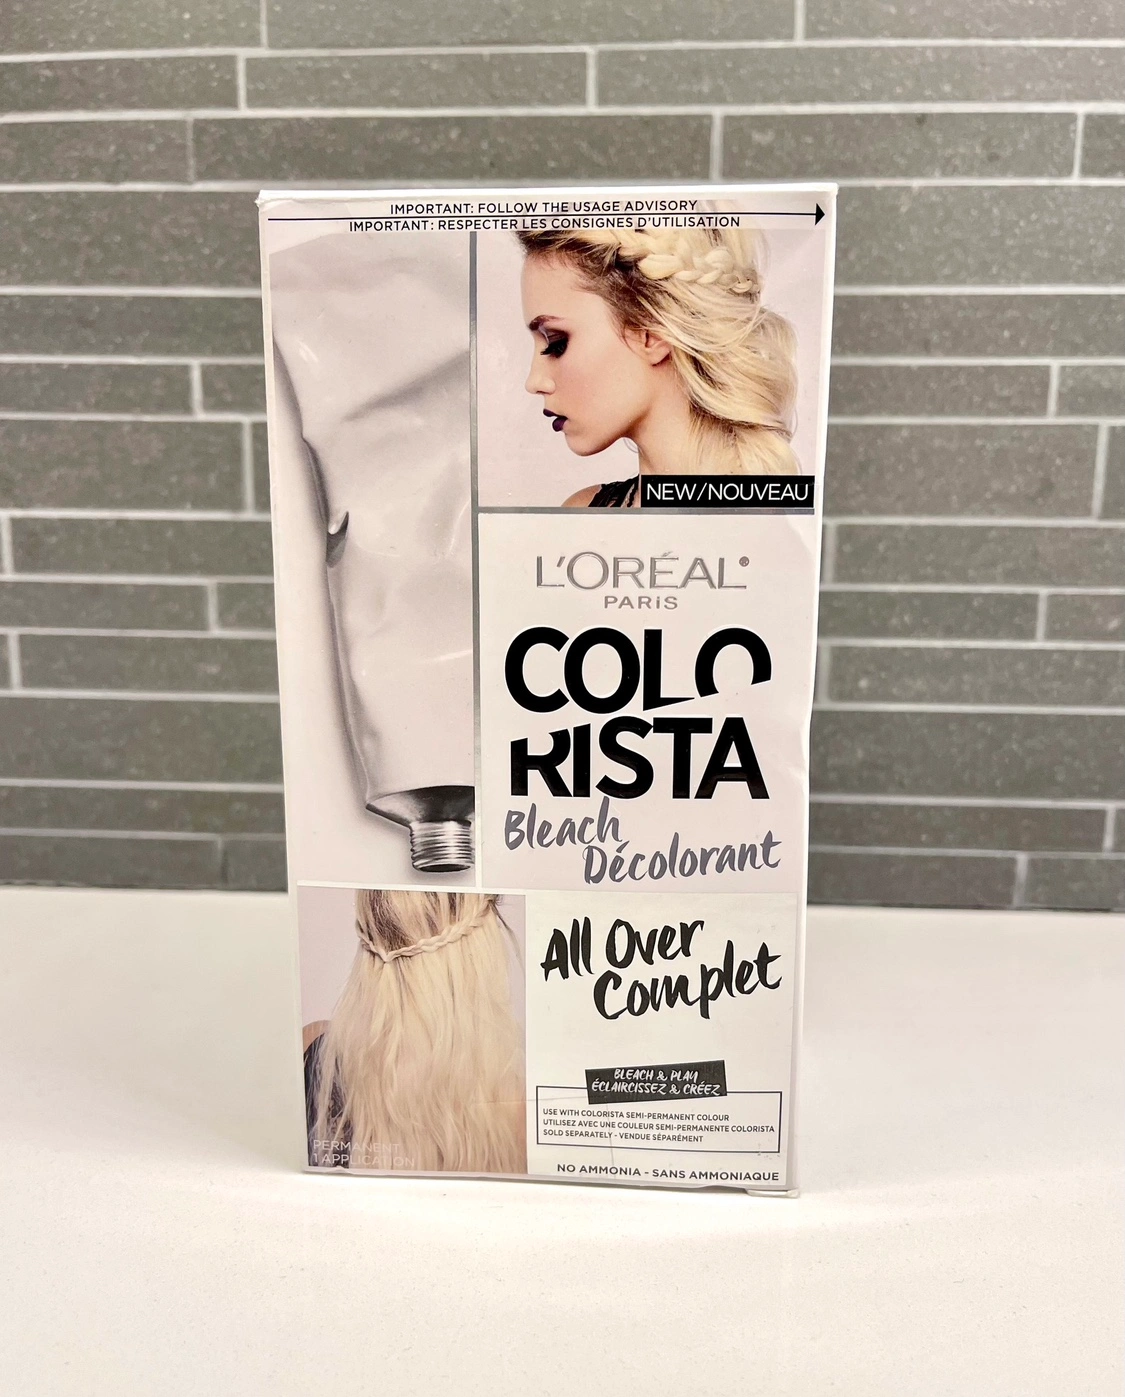 IMPORTANT: FOLLOW THE USAGE ADVISORY
IMPORTANT: RESPECTER LES CONSIGNES D'UTILISATION
NEW/NOUVEAU
L'ORÉAL®
PARiS
COLO
RISTA
Bleach
Décolorant
All Over
Complet
BLEACH & PLAY
ÉCLAIRCISSEZ & CRÉEZ
USE WITH COLORISTA SEMI-PERMANENT COLOUR
UTILISEZ AVEC UNE COULEUR SEMI-PERMANENTE COLORISTA
SOLD SEPARATELY - VENDUE SÉPARÉMENT
PERMANENT
1 APPLICATION
NO AMMONIA - SANS AMMONIAQUE